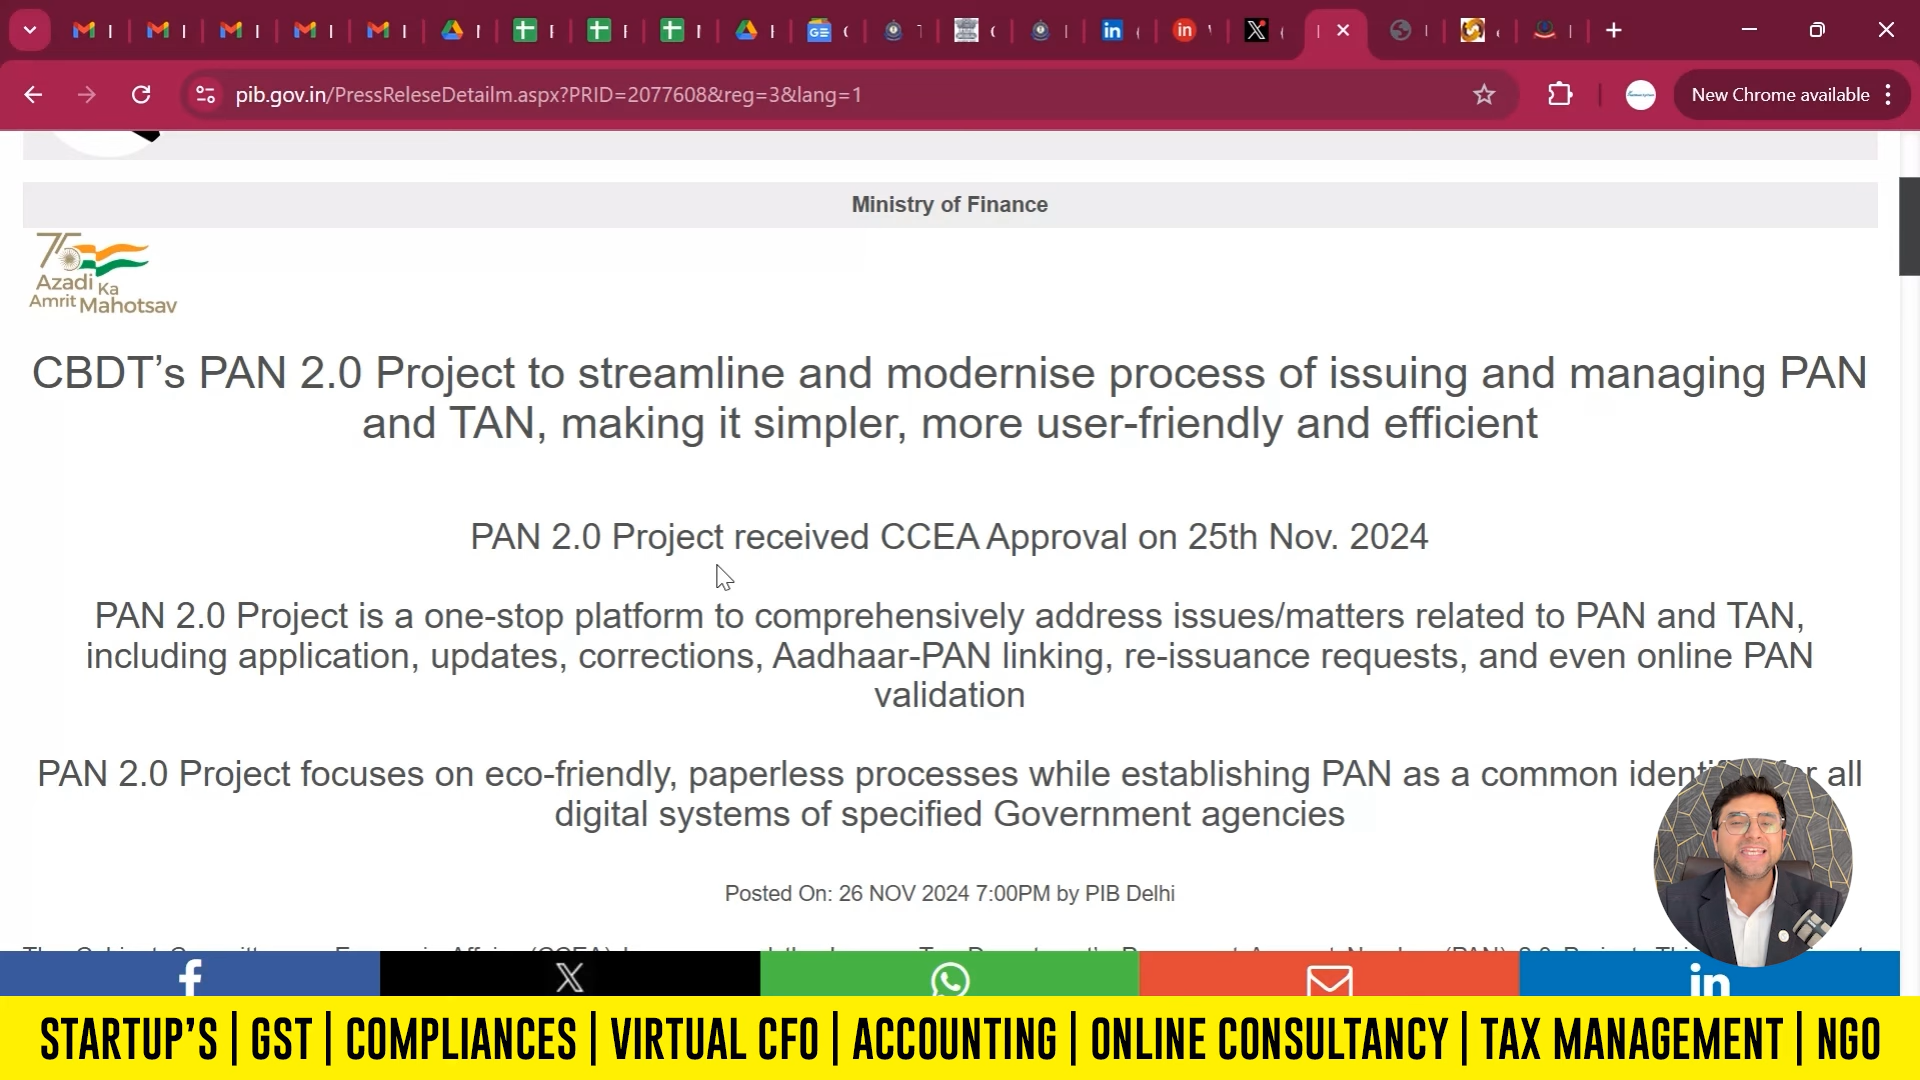 pib.gov.in/PressReleseDetailm.aspx?PRID=2077608&reg=3&lang=1
New Chrome available
Ministry of Finance
75
Azadi Ka
Amrit Mahotsav
CBDT’s PAN 2.0 Project to streamline and modernise process of issuing and managing PAN
and TAN, making it simpler, more user-friendly and efficient
PAN 2.0 Project received CCEA Approval on 25th Nov. 2024
PAN 2.0 Project is a one-stop platform to comprehensively address issues/matters related to PAN and TAN,
including application, updates, corrections, Aadhaar-PAN linking, re-issuance requests, and even online PAN
validation
PAN 2.0 Project focuses on eco-friendly, paperless processes while establishing PAN as a common all
digital systems of specified Government agencies
Posted On: 26 NOV 2024 7:00PM by PIB Delhi
STARTUP’S | GST | COMPLIANCES | VIRTUAL CFO | ACCOUNTING | ONLINE CONSULTANCY | TAX MANAGEMENT | NGO